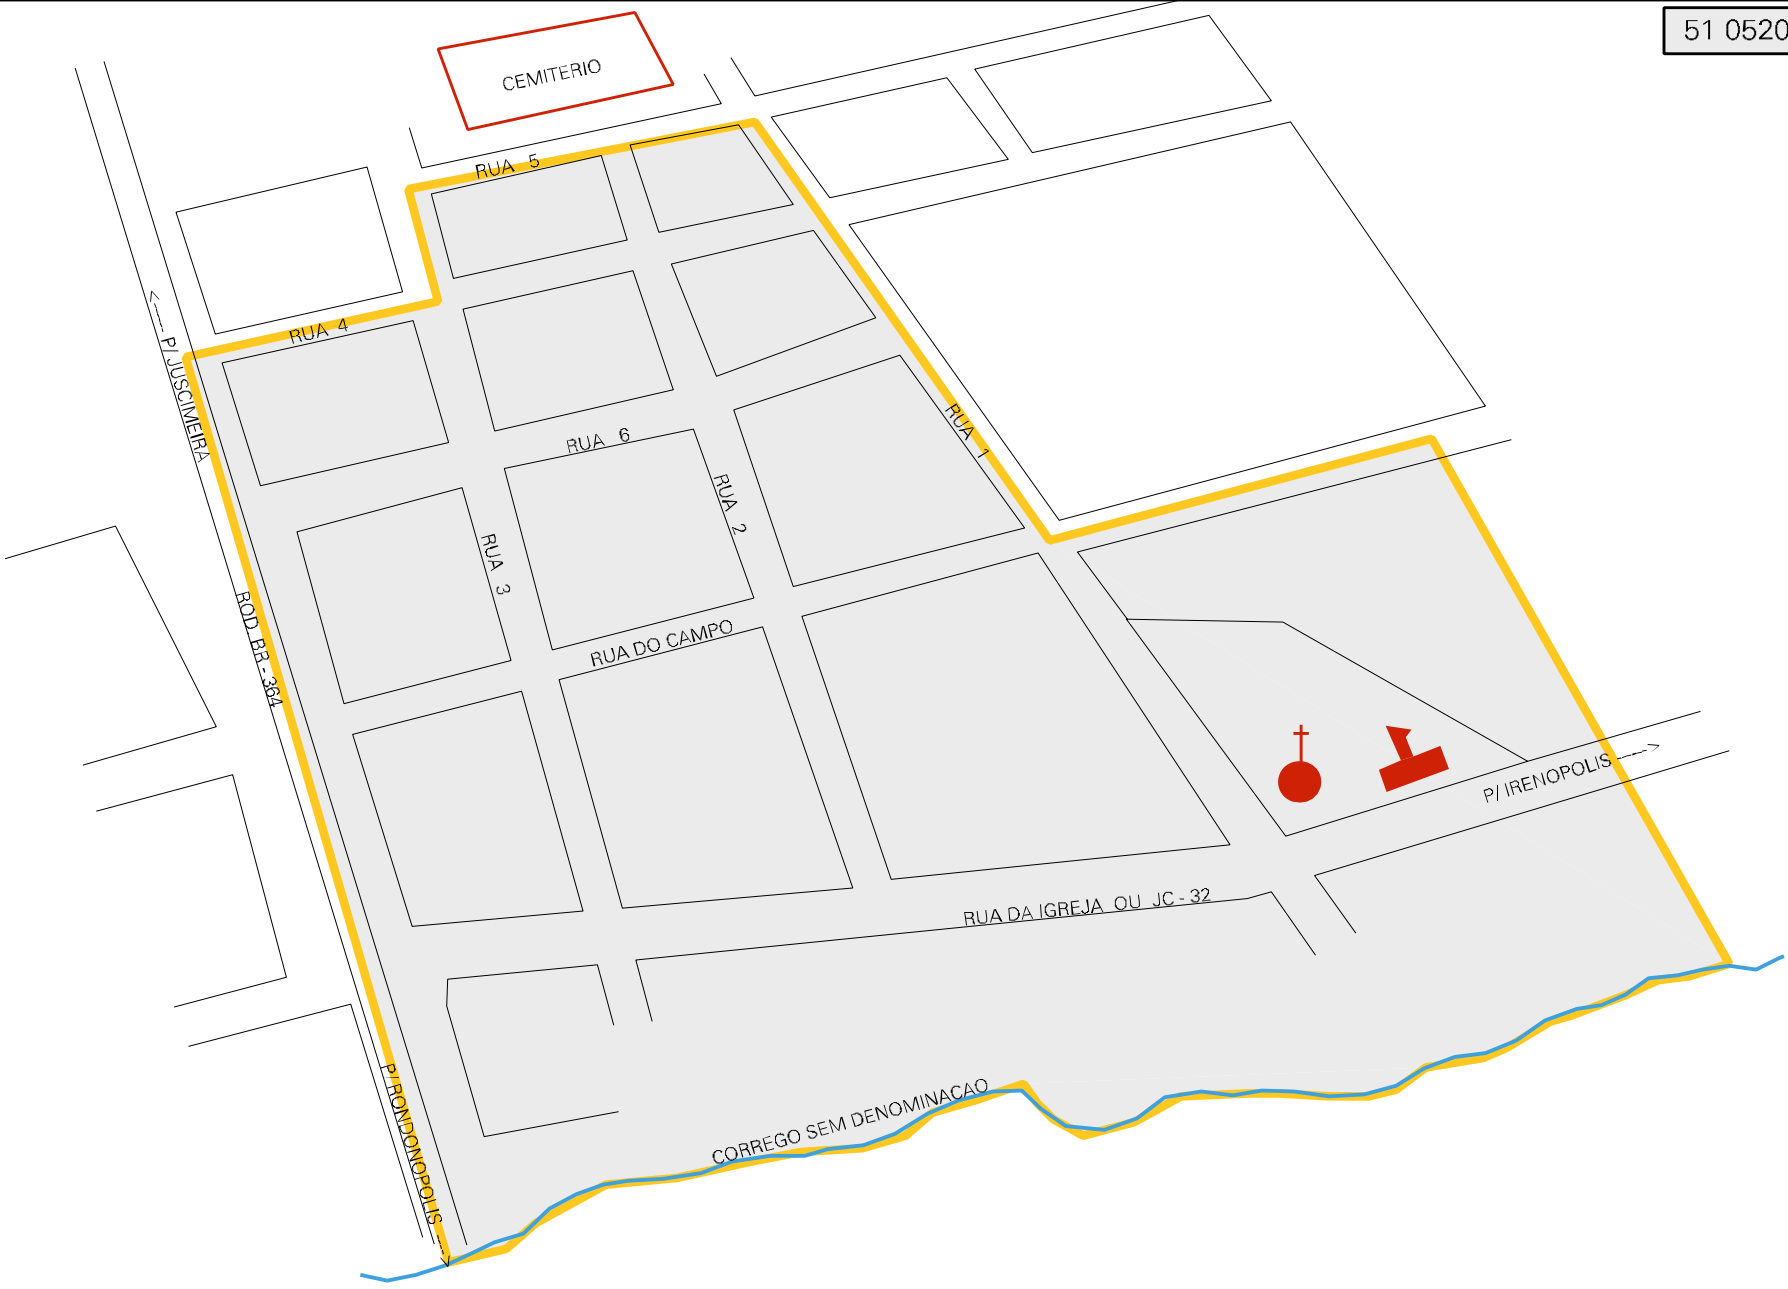 51 0520
CEMITERIO
RUA 5
RUA 4
<---- P/ JUSCIMEIRA
RUA 1
RUA 6
RUA 2
RUA 3
ROD. BR - 364
RUA DO CAMPO
P/ IRENOPOLIS ---->
RUA DA IGREJA OU JC - 32
CORREGO SEM DENOMINACAO
P/ RONDONOPOLIS ---->